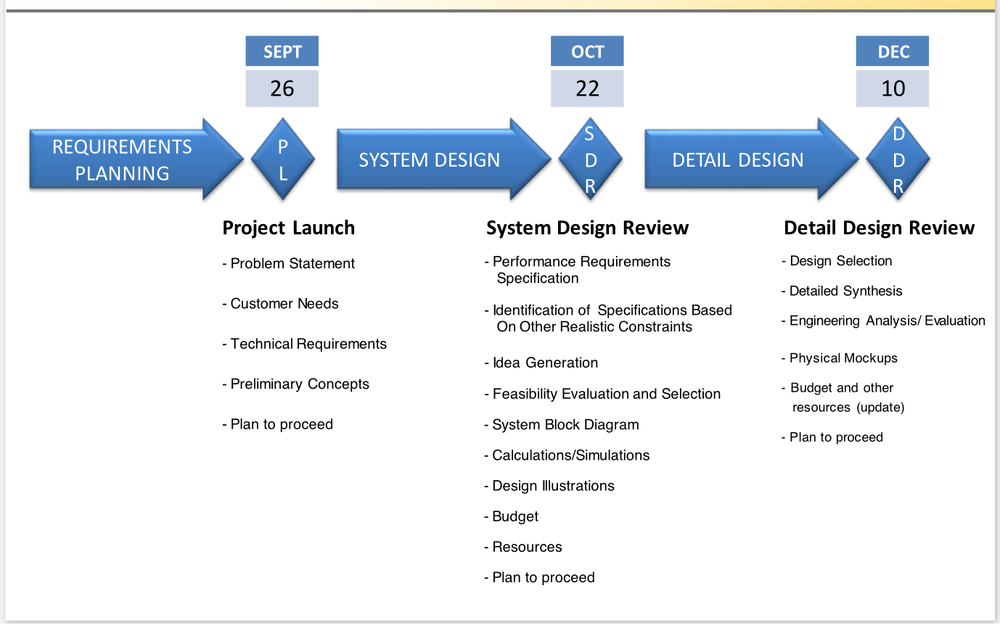 SEPT
26
OCT
22
DEC
10
REQUIREMENTS
PLANNING
P
L
SYSTEM DESIGN
S
D
R
DETAIL DESIGN
D
D
R
Project Launch
- Problem Statement
- Customer Needs
- Technical Requirements
- Preliminary Concepts
- Plan to proceed
System Design Review
- Performance Requirements
Specification
- Identification of Specifications Based
On Other Realistic Constraints
- Idea Generation
- Feasibility Evaluation and Selection
- System Block Diagram
- Calculations/Simulations
- Design Illustrations
- Budget
- Resources
- Plan to proceed
Detail Design Review
- Design Selection
- Detailed Synthesis
- Engineering Analysis/ Evaluation
- Physical Mockups
- Budget and other
resources (update)
- Plan to proceed